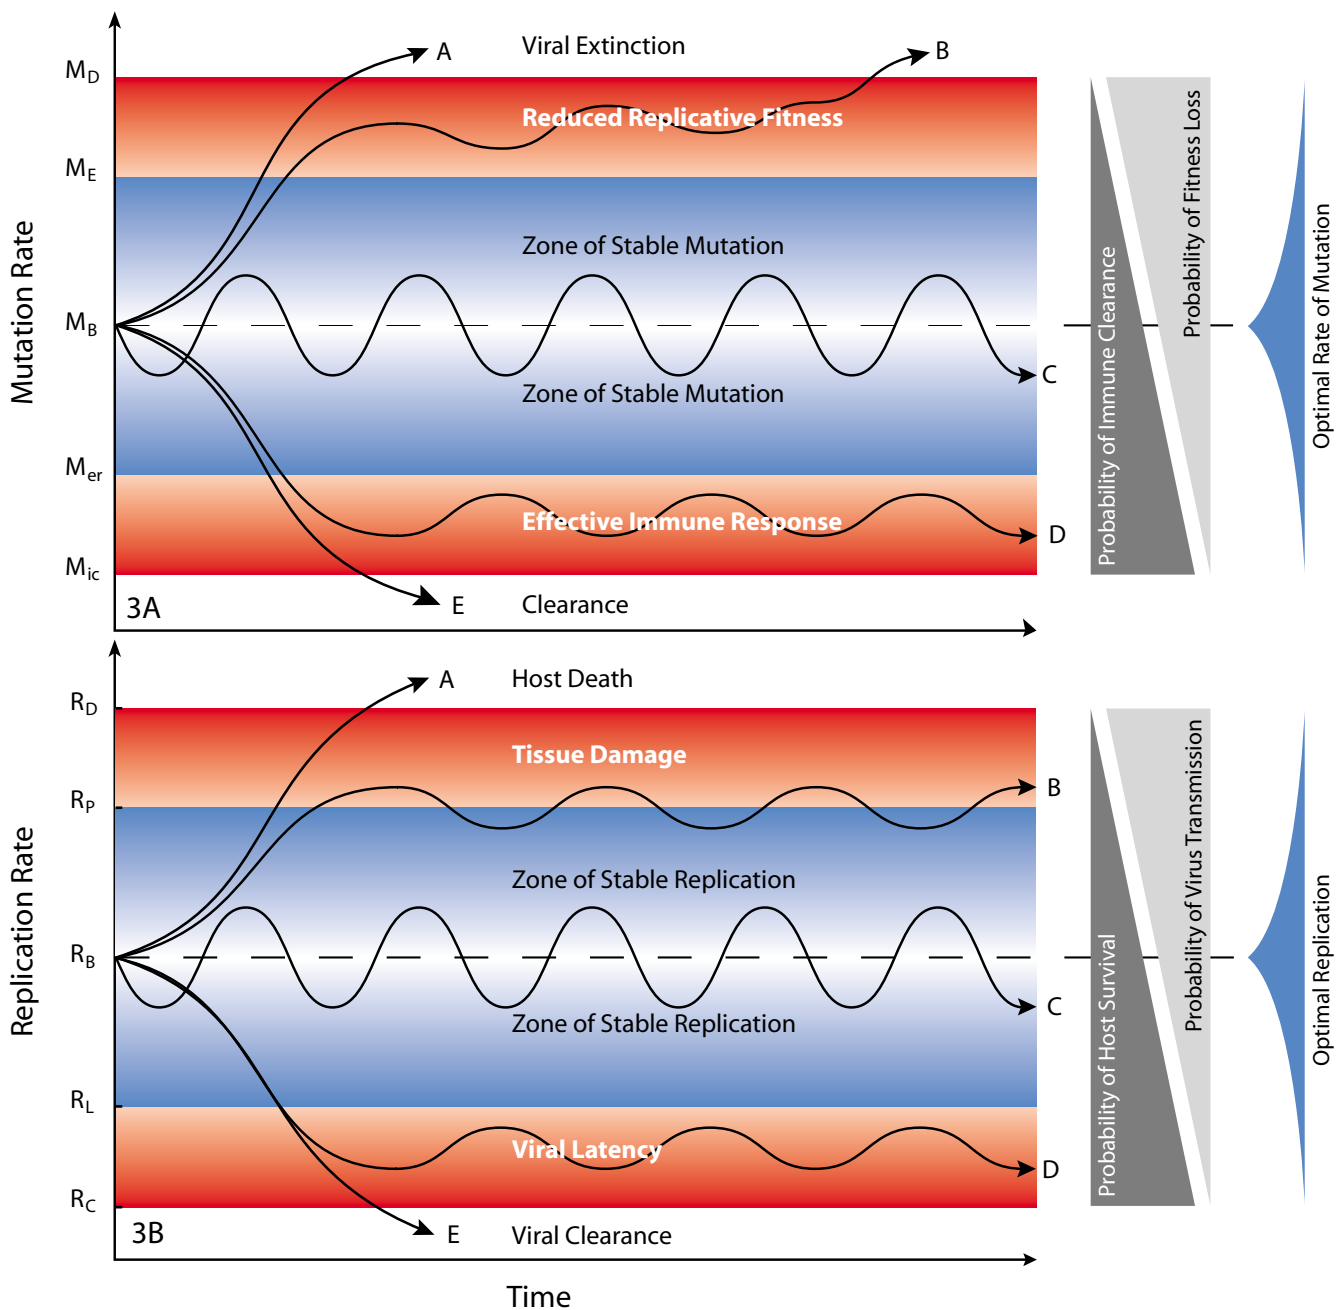 A
Viral Extinction
B
M_D
Reduced Replicative Fitness
M_E
Zone of Stable Mutation
M_B
Zone of Stable Mutation
C
M_er
Effective Immune Response
D
M_ic
E
Clearance
3A
Mutation Rate
Probability of Immune Clearance
Probability of Fitness Loss
Optimal Rate of Mutation
A
Host Death
R_D
Tissue Damage
B
R_P
Zone of Stable Replication
R_B
C
Zone of Stable Replication
R_L
Viral Latency
D
R_C
3B
E
Viral Clearance
Replication Rate
Time
Probability of Host Survival
Probability of Virus Transmission
Optimal Replication